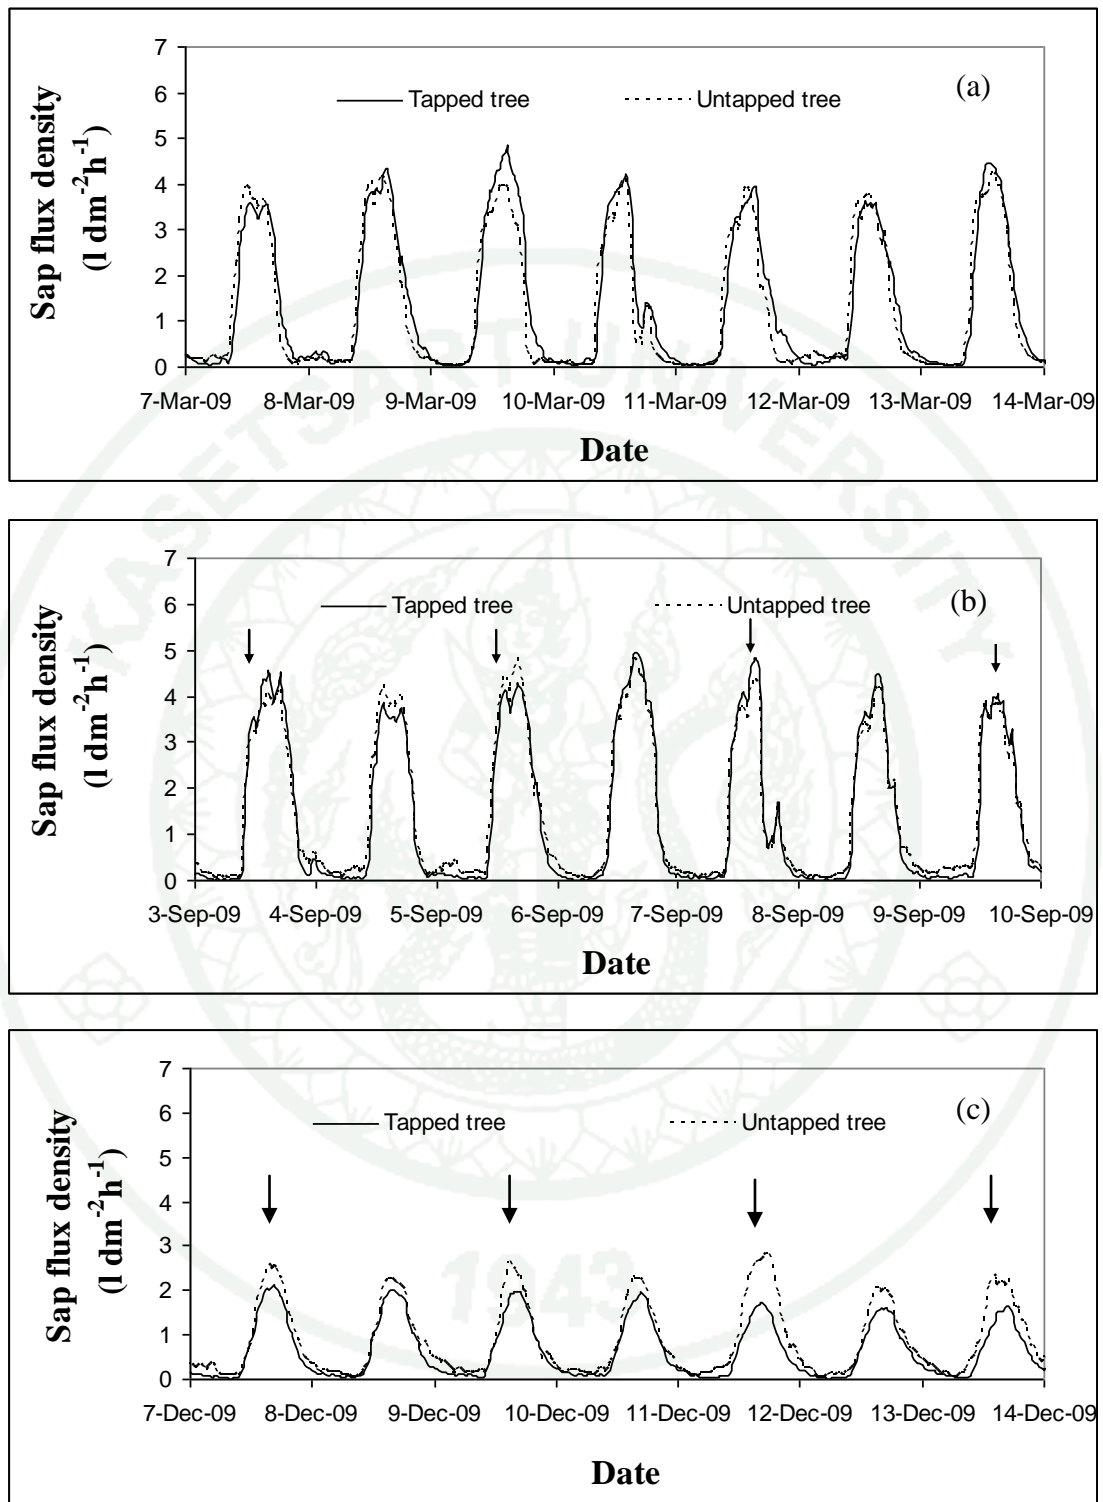 7
6
5
4
3
2
1
0
Sap flux density
(l dm⁻²h⁻¹)
Tapped tree
Untapped tree
(a)
7-Mar-09 8-Mar-09 9-Mar-09 10-Mar-09 11-Mar-09 12-Mar-09 13-Mar-09 14-Mar-09
Date
7
6
5
4
3
2
1
0
Sap flux density
(l dm⁻²h⁻¹)
Tapped tree
Untapped tree
(b)
3-Sep-09 4-Sep-09 5-Sep-09 6-Sep-09 7-Sep-09 8-Sep-09 9-Sep-09 10-Sep-09
Date
7
6
5
4
3
2
1
0
Sap flux density
(l dm⁻²h⁻¹)
Tapped tree
Untapped tree
(c)
7-Dec-09 8-Dec-09 9-Dec-09 10-Dec-09 11-Dec-09 12-Dec-09 13-Dec-09 14-Dec-09
Date
KASETSART UNIVERSITY
1943